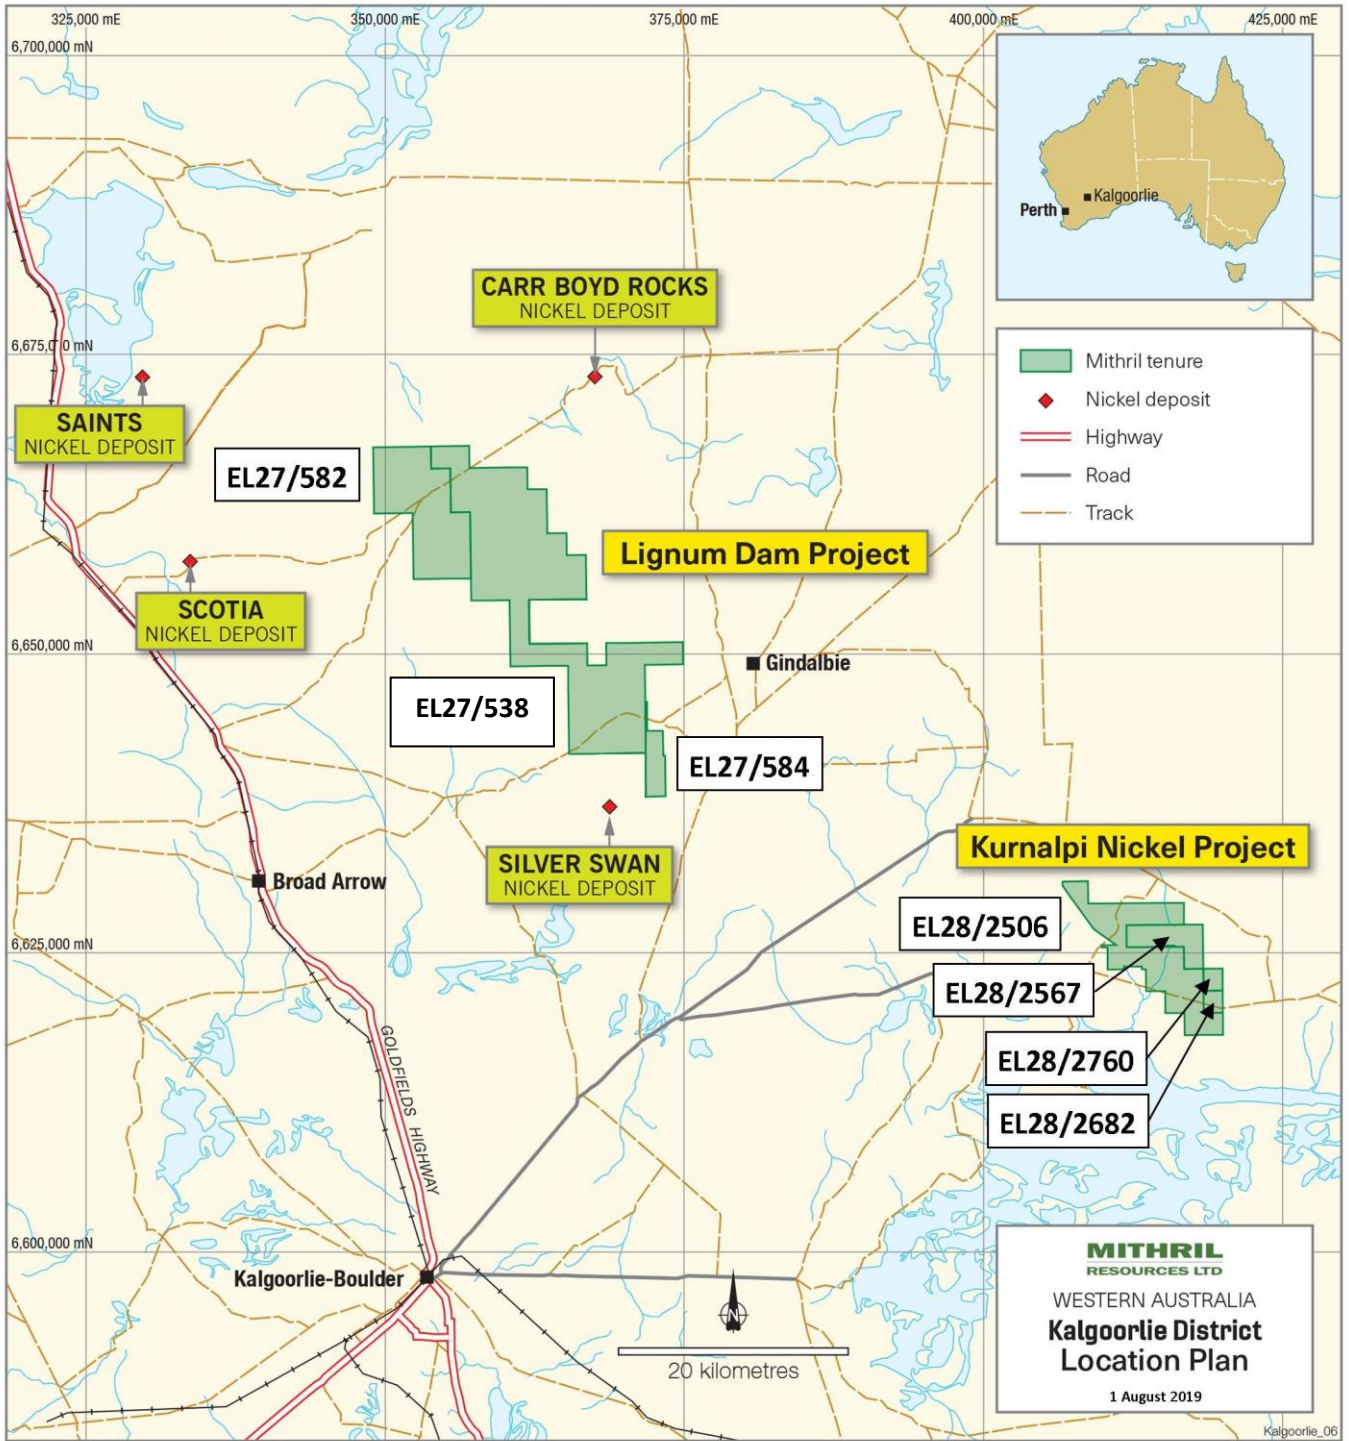 325,000 mE
350,000 mE
375,000 mE
400,000 mE
425,000 mE
6,700,000 mN
Kalgoorlie
Perth
CARR BOYD ROCKS
NICKEL DEPOSIT
6,675,000 mN
Mithril tenure
Nickel deposit
Highway
Road
Track
SAINTS
NICKEL DEPOSIT
EL27/582
Lignum Dam Project
SCOTIA
NICKEL DEPOSIT
6,650,000 mN
Gindalbie
EL27/538
EL27/584
Kurnalpi Nickel Project
SILVER SWAN
NICKEL DEPOSIT
Broad Arrow
EL28/2506
6,625,000 mN
EL28/2567
EL28/2760
EL28/2682
GOLDFIELDS HIGHWAY
6,600,000 mN
Kalgoorlie-Boulder
N
20 kilometres
MITHRIL
RESOURCES LTD
WESTERN AUSTRALIA
Kalgoorlie District
Location Plan
1 August 2019
Kalgoorlie_06